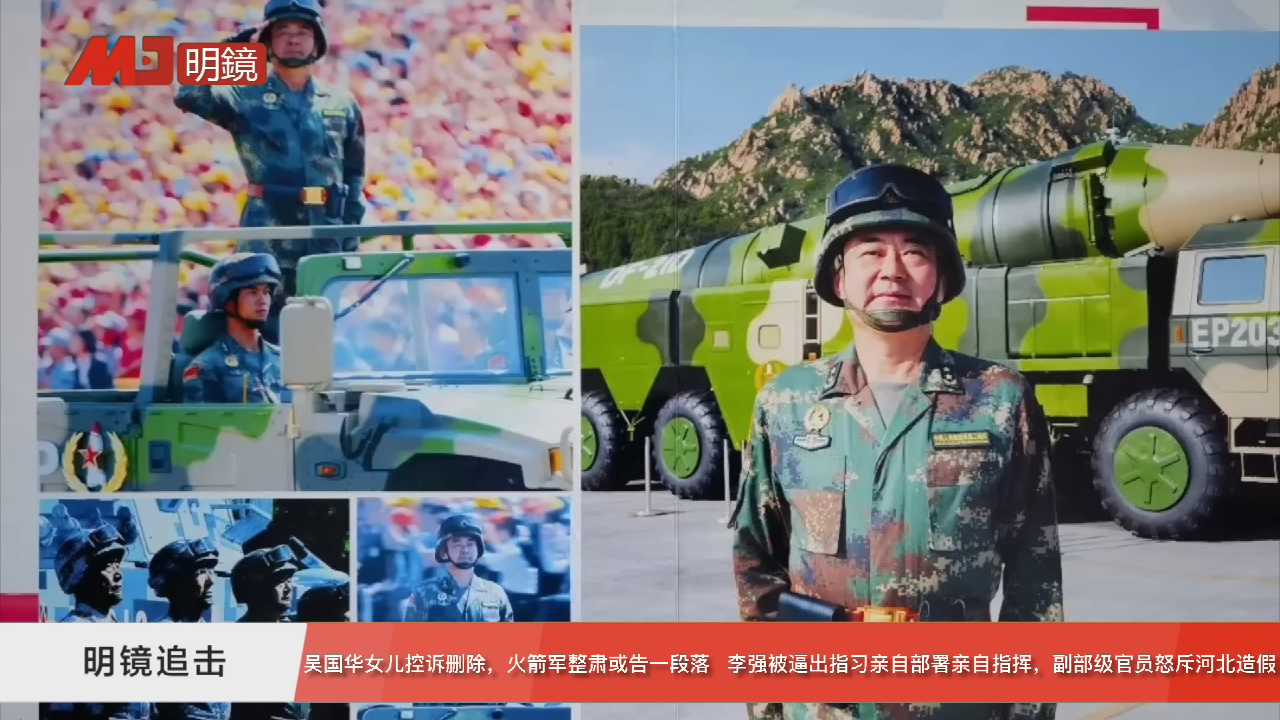 明鏡
DF-21D
EP203
明镜追击
吴国华女儿控诉删除，火箭军整肃或告一段落 李强被逼出指习亲自部署亲自指挥，副部级官员怒斥河北造假